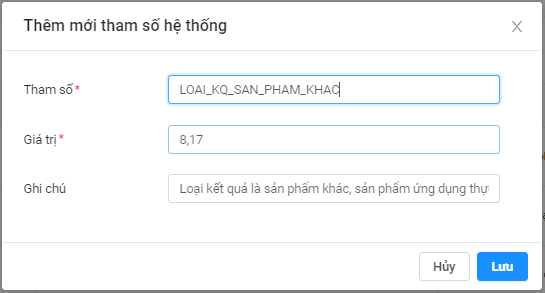 Thêm mới tham số hệ thống
Tham số*
LOAI_KQ_SAN_PHAM_KHAC
Giá trị*
8,17
Ghi chú
Loại kết quả là sản phẩm khác, sản phẩm ứng dụng
Hủy
Lưu